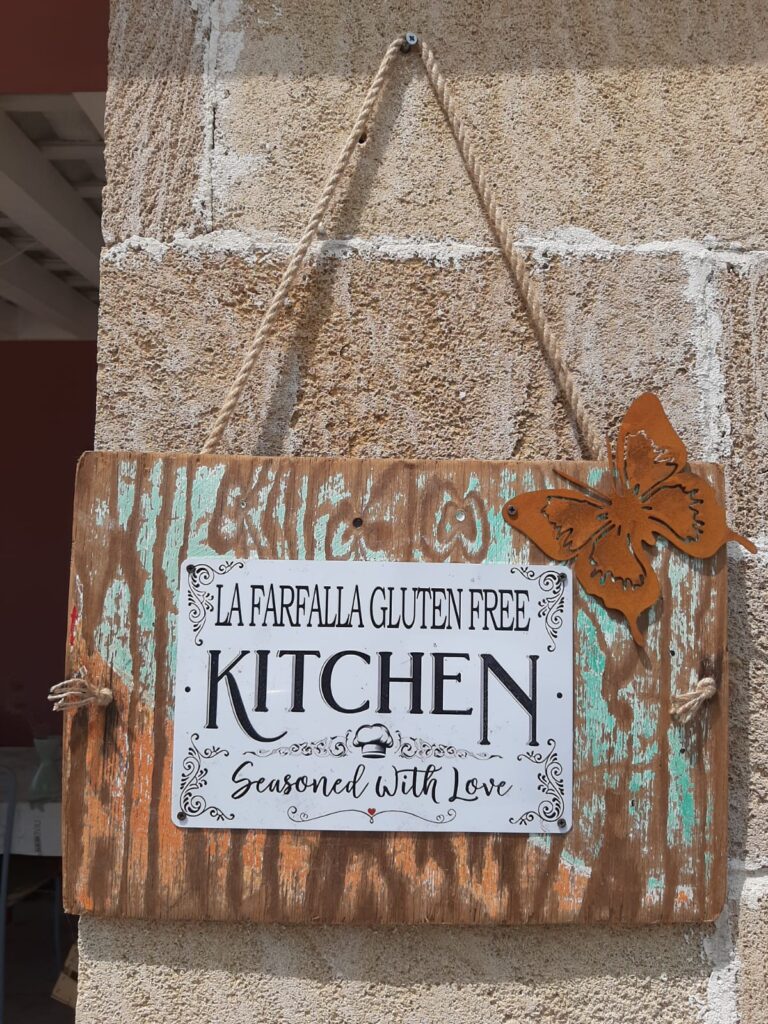 LA FARFALLA GLUTEN FREE
KITCHEN
Seasoned with Love